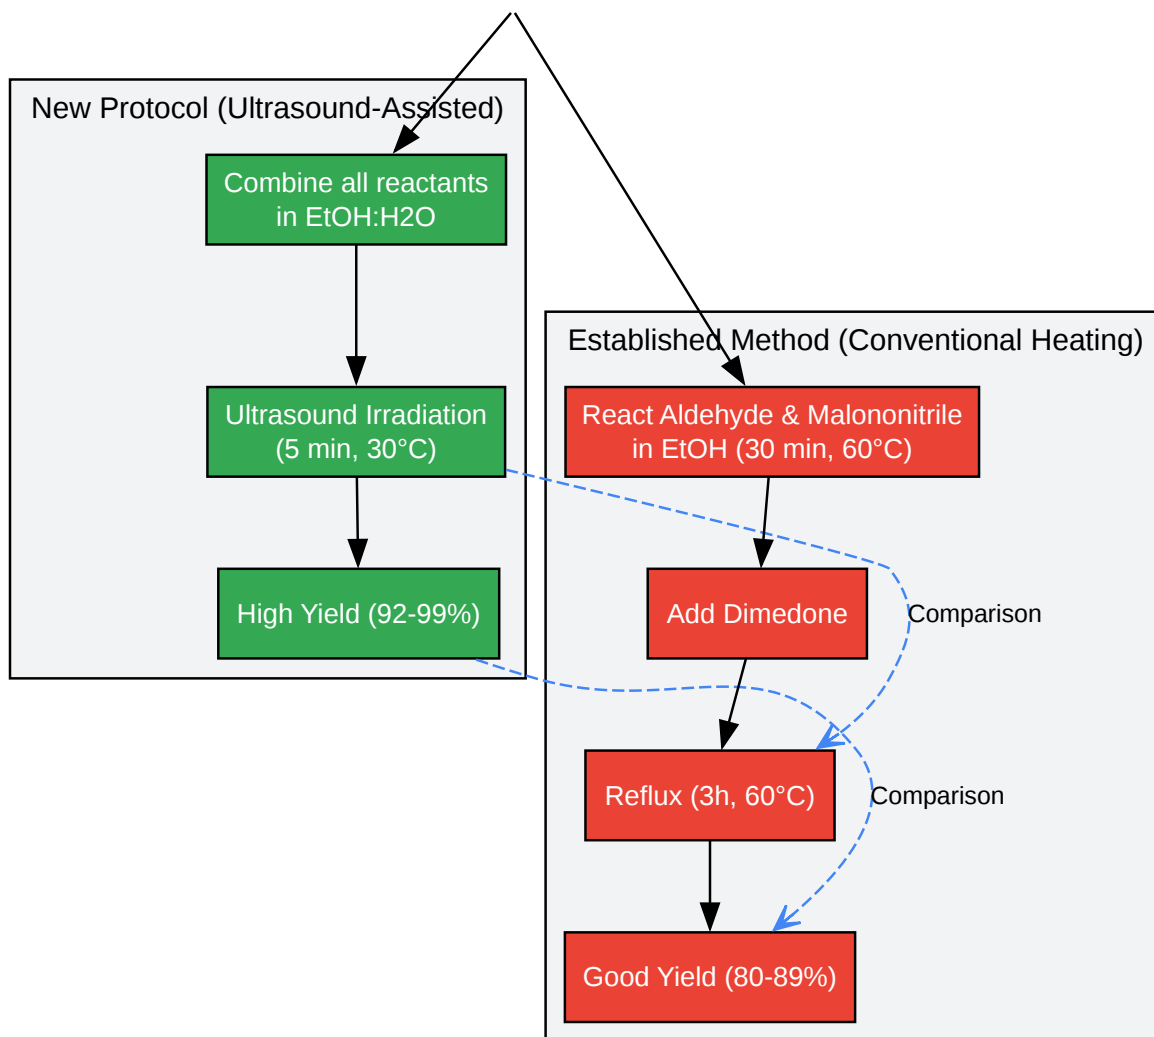 New Protocol (Ultrasound-Assisted)
Combine all reactants
in EtOH:H2O
Ultrasound Irradiation
(5 min, 30°C)
High Yield (92-99%)
Established Method (Conventional Heating)
React Aldehyde & Malononitrile
in EtOH (30 min, 60°C)
Add Dimedone
Comparison
Reflux (3h, 60°C)
Comparison
Good Yield (80-89%)